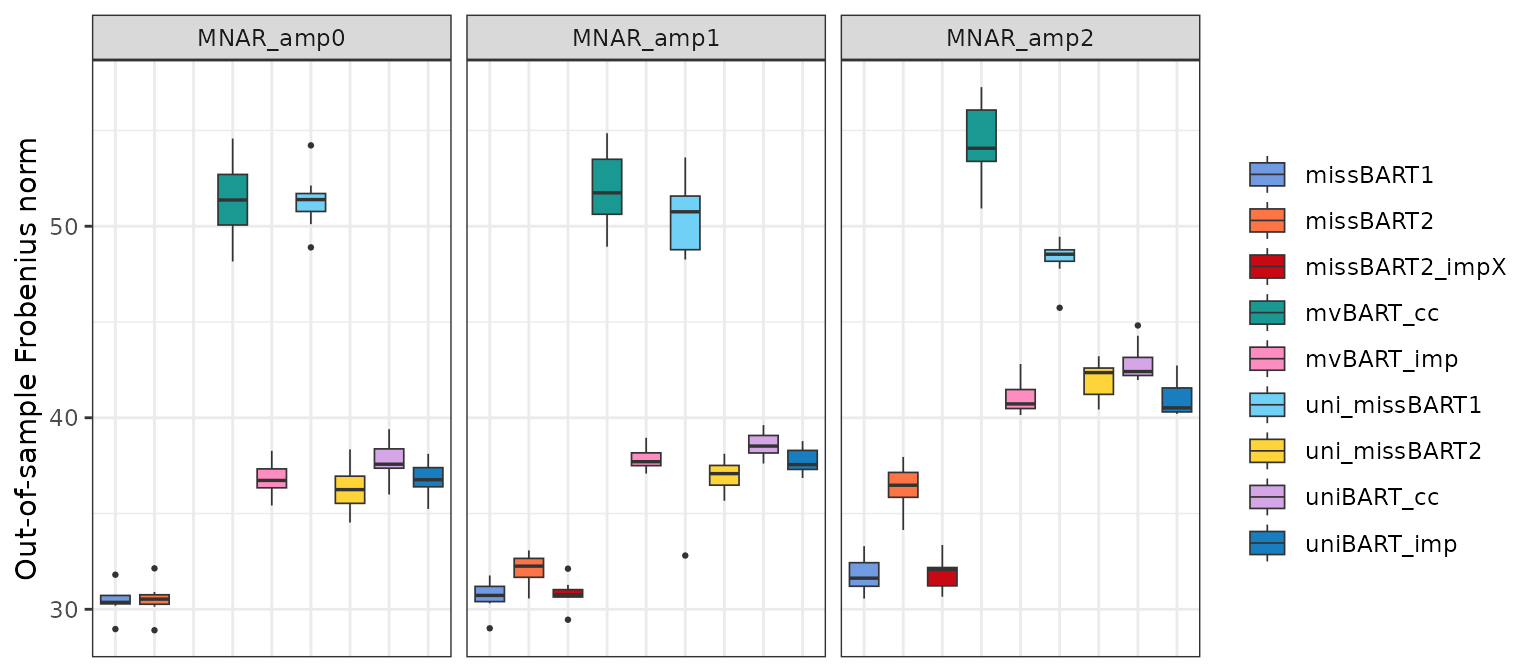 MNAR_amp0
MNAR_amp1
MNAR_amp2
Out-of-sample Frobenius norm
50
40
30
missBART1
missBART2
missBART2_impX
mvBART_cc
mvBART_imp
uni_missBART1
uni_missBART2
uniBART_cc
uniBART_imp